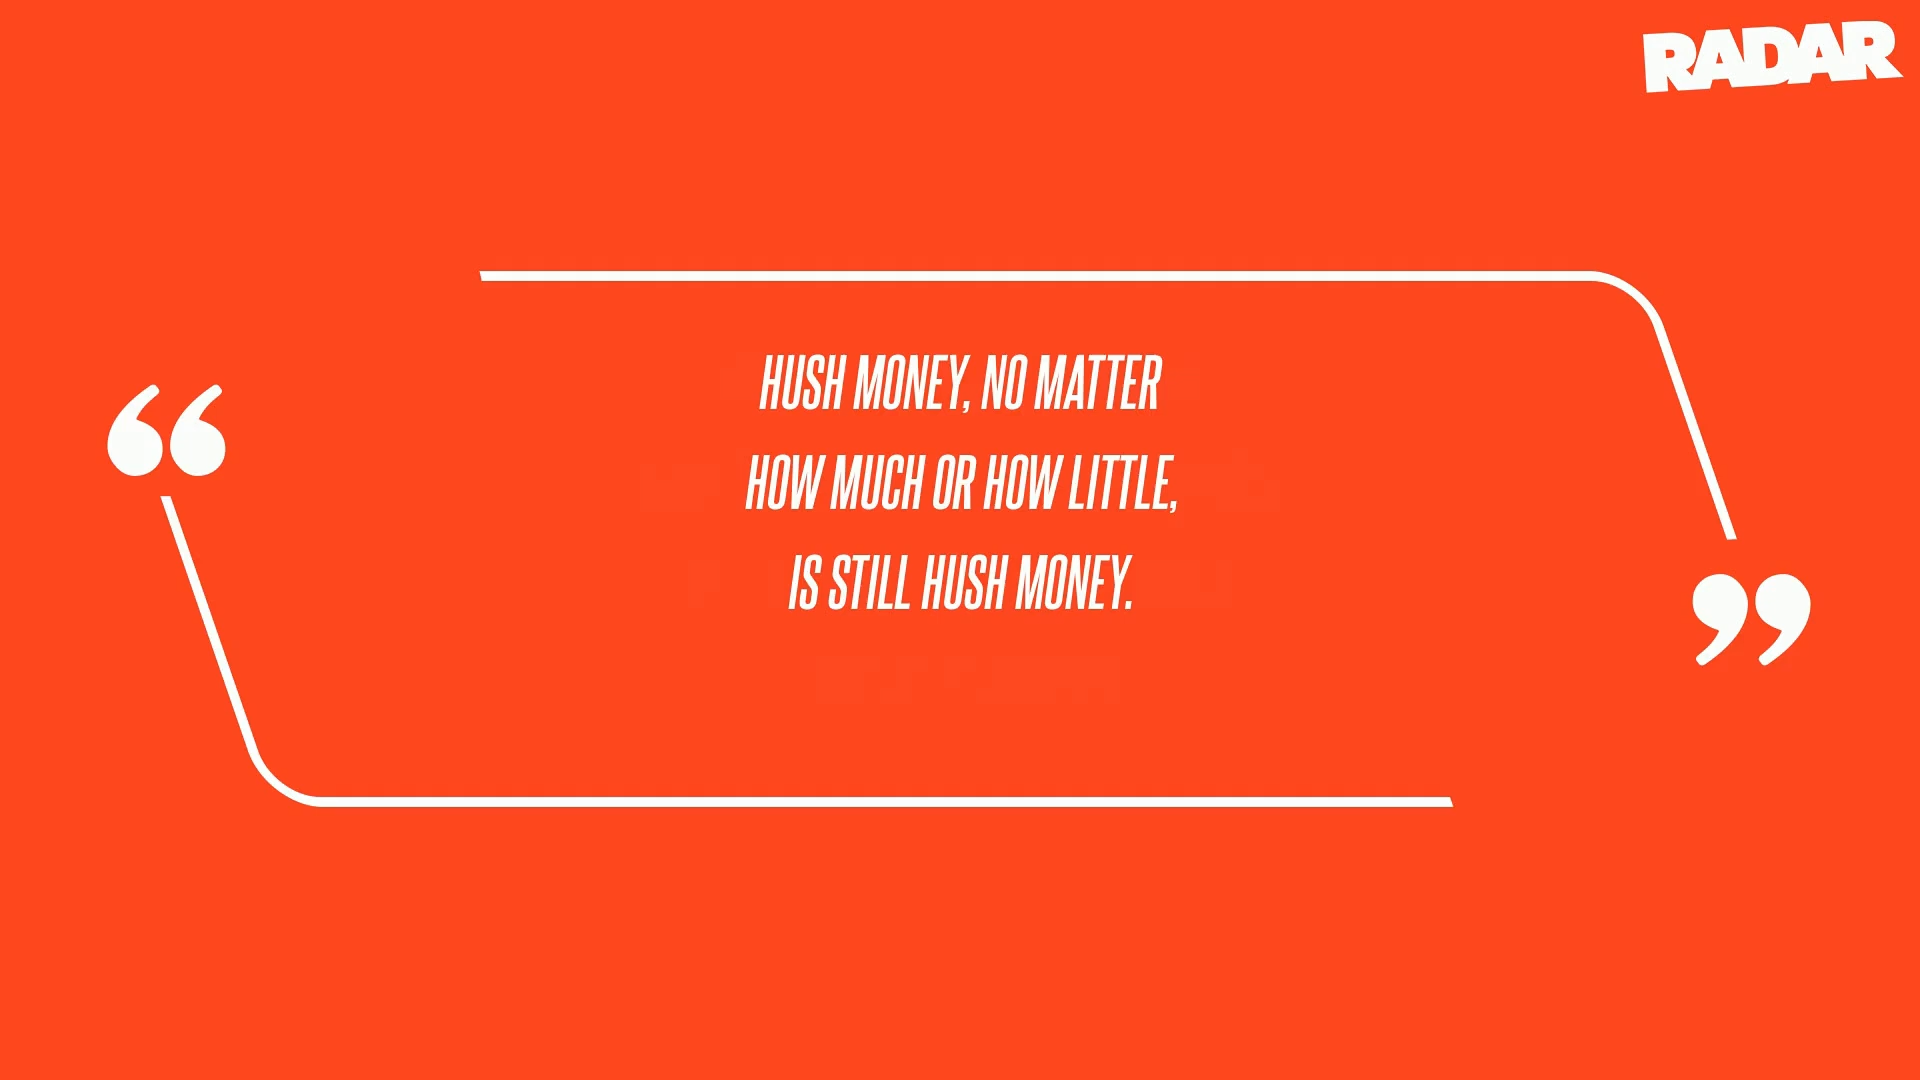 RADAR
“
HUSH MONEY, NO MATTER
HOW MUCH OR HOW LITTLE,
IS STILL HUSH MONEY.
”